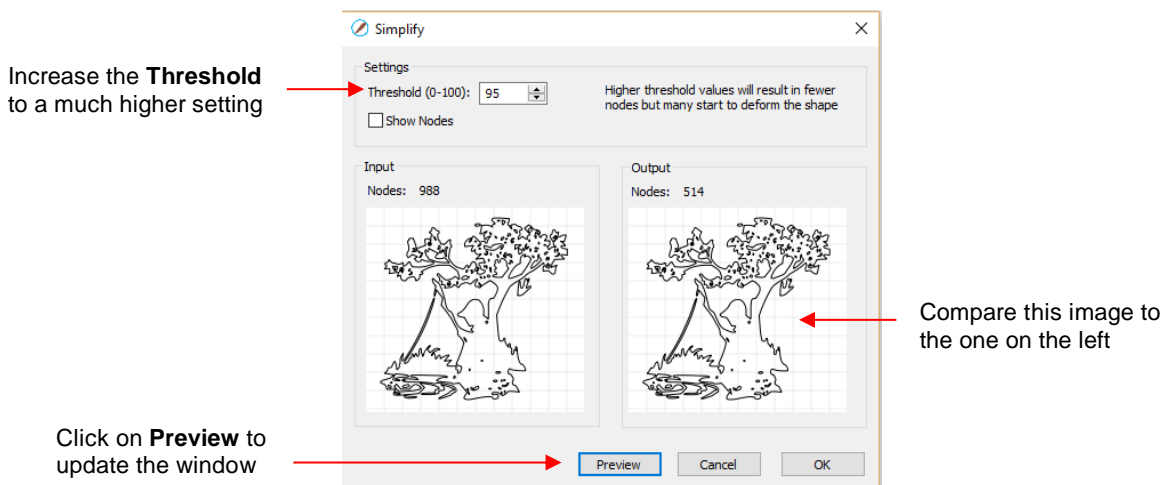 Simplify
Increase the Threshold
to a much higher setting
Settings
Threshold (0-100): 95
Higher threshold values will result in fewer
nodes but many start to deform the shape
Show Nodes
Input
Nodes: 988
Output
Nodes: 514
Compare this image to
the one on the left
Click on Preview to
update the window
Preview
Cancel
OK